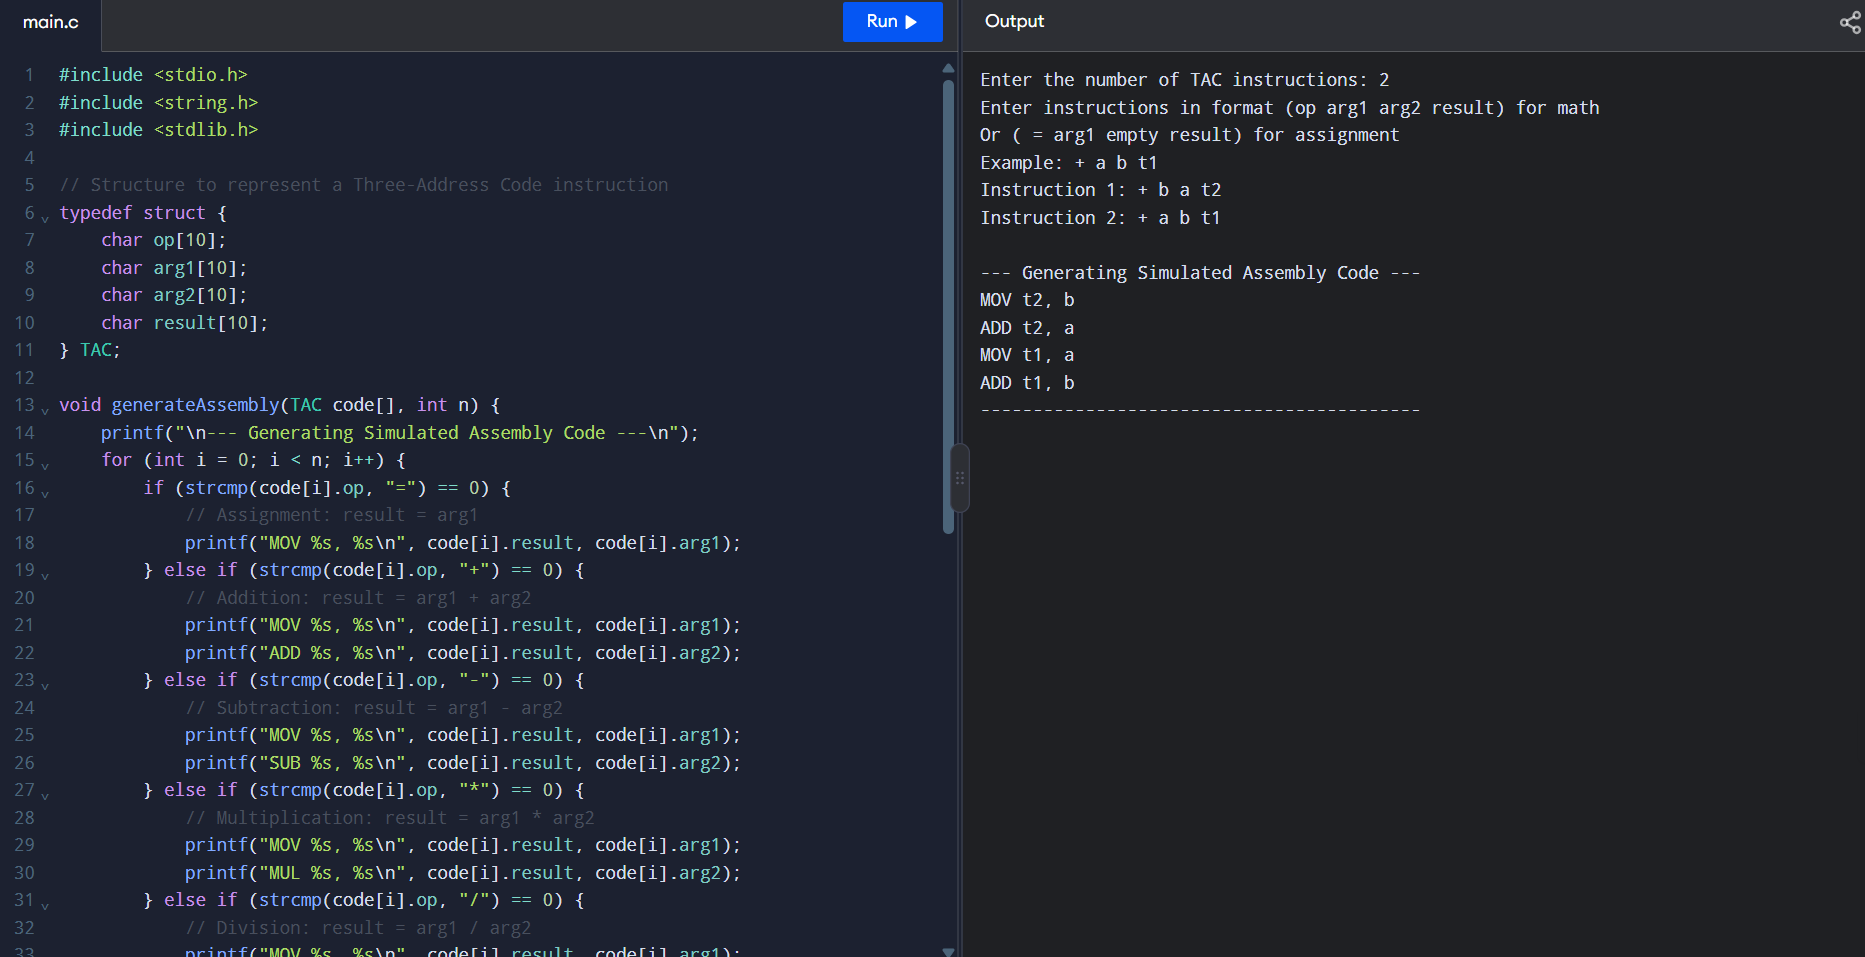 main.c
Run
1 #include <stdio.h>
2 #include <string.h>
3 #include <stdlib.h>
4
5 // Structure to represent a Three-Address Code instruction
6 typedef struct {
7     char op[10];
8     char arg1[10];
9     char arg2[10];
10     char result[10];
11 } TAC;
12
13 void generateAssembly(TAC code[], int n) {
14     printf("\n--- Generating Simulated Assembly Code ---\n");
15     for (int i = 0; i < n; i++) {
16         if (strcmp(code[i].op, "=") == 0) {
17             // Assignment: result = arg1
18             printf("MOV %s, %s\n", code[i].result, code[i].arg1);
19         } else if (strcmp(code[i].op, "+") == 0) {
20             // Addition: result = arg1 + arg2
21             printf("MOV %s, %s\n", code[i].result, code[i].arg1);
22             printf("ADD %s, %s\n", code[i].result, code[i].arg2);
23         } else if (strcmp(code[i].op, "-") == 0) {
24             // Subtraction: result = arg1 - arg2
25             printf("MOV %s, %s\n", code[i].result, code[i].arg1);
26             printf("SUB %s, %s\n", code[i].result, code[i].arg2);
27         } else if (strcmp(code[i].op, "*") == 0) {
28             // Multiplication: result = arg1 * arg2
29             printf("MOV %s, %s\n", code[i].result, code[i].arg1);
30             printf("MUL %s, %s\n", code[i].result, code[i].arg2);
31         } else if (strcmp(code[i].op, "/") == 0) {
32             // Division: result = arg1 / arg2
33             printf("MOV %s, %s\n", code[i].result, code[i].arg1);
Output
Enter the number of TAC instructions: 2
Enter instructions in format (op arg1 arg2 result) for math
Or ( = arg1 empty result) for assignment
Example: + a b t1
Instruction 1: + b a t2
Instruction 2: + a b t1
--- Generating Simulated Assembly Code ---
MOV t2, b
ADD t2, a
MOV t1, a
ADD t1, b
------------------------------------------